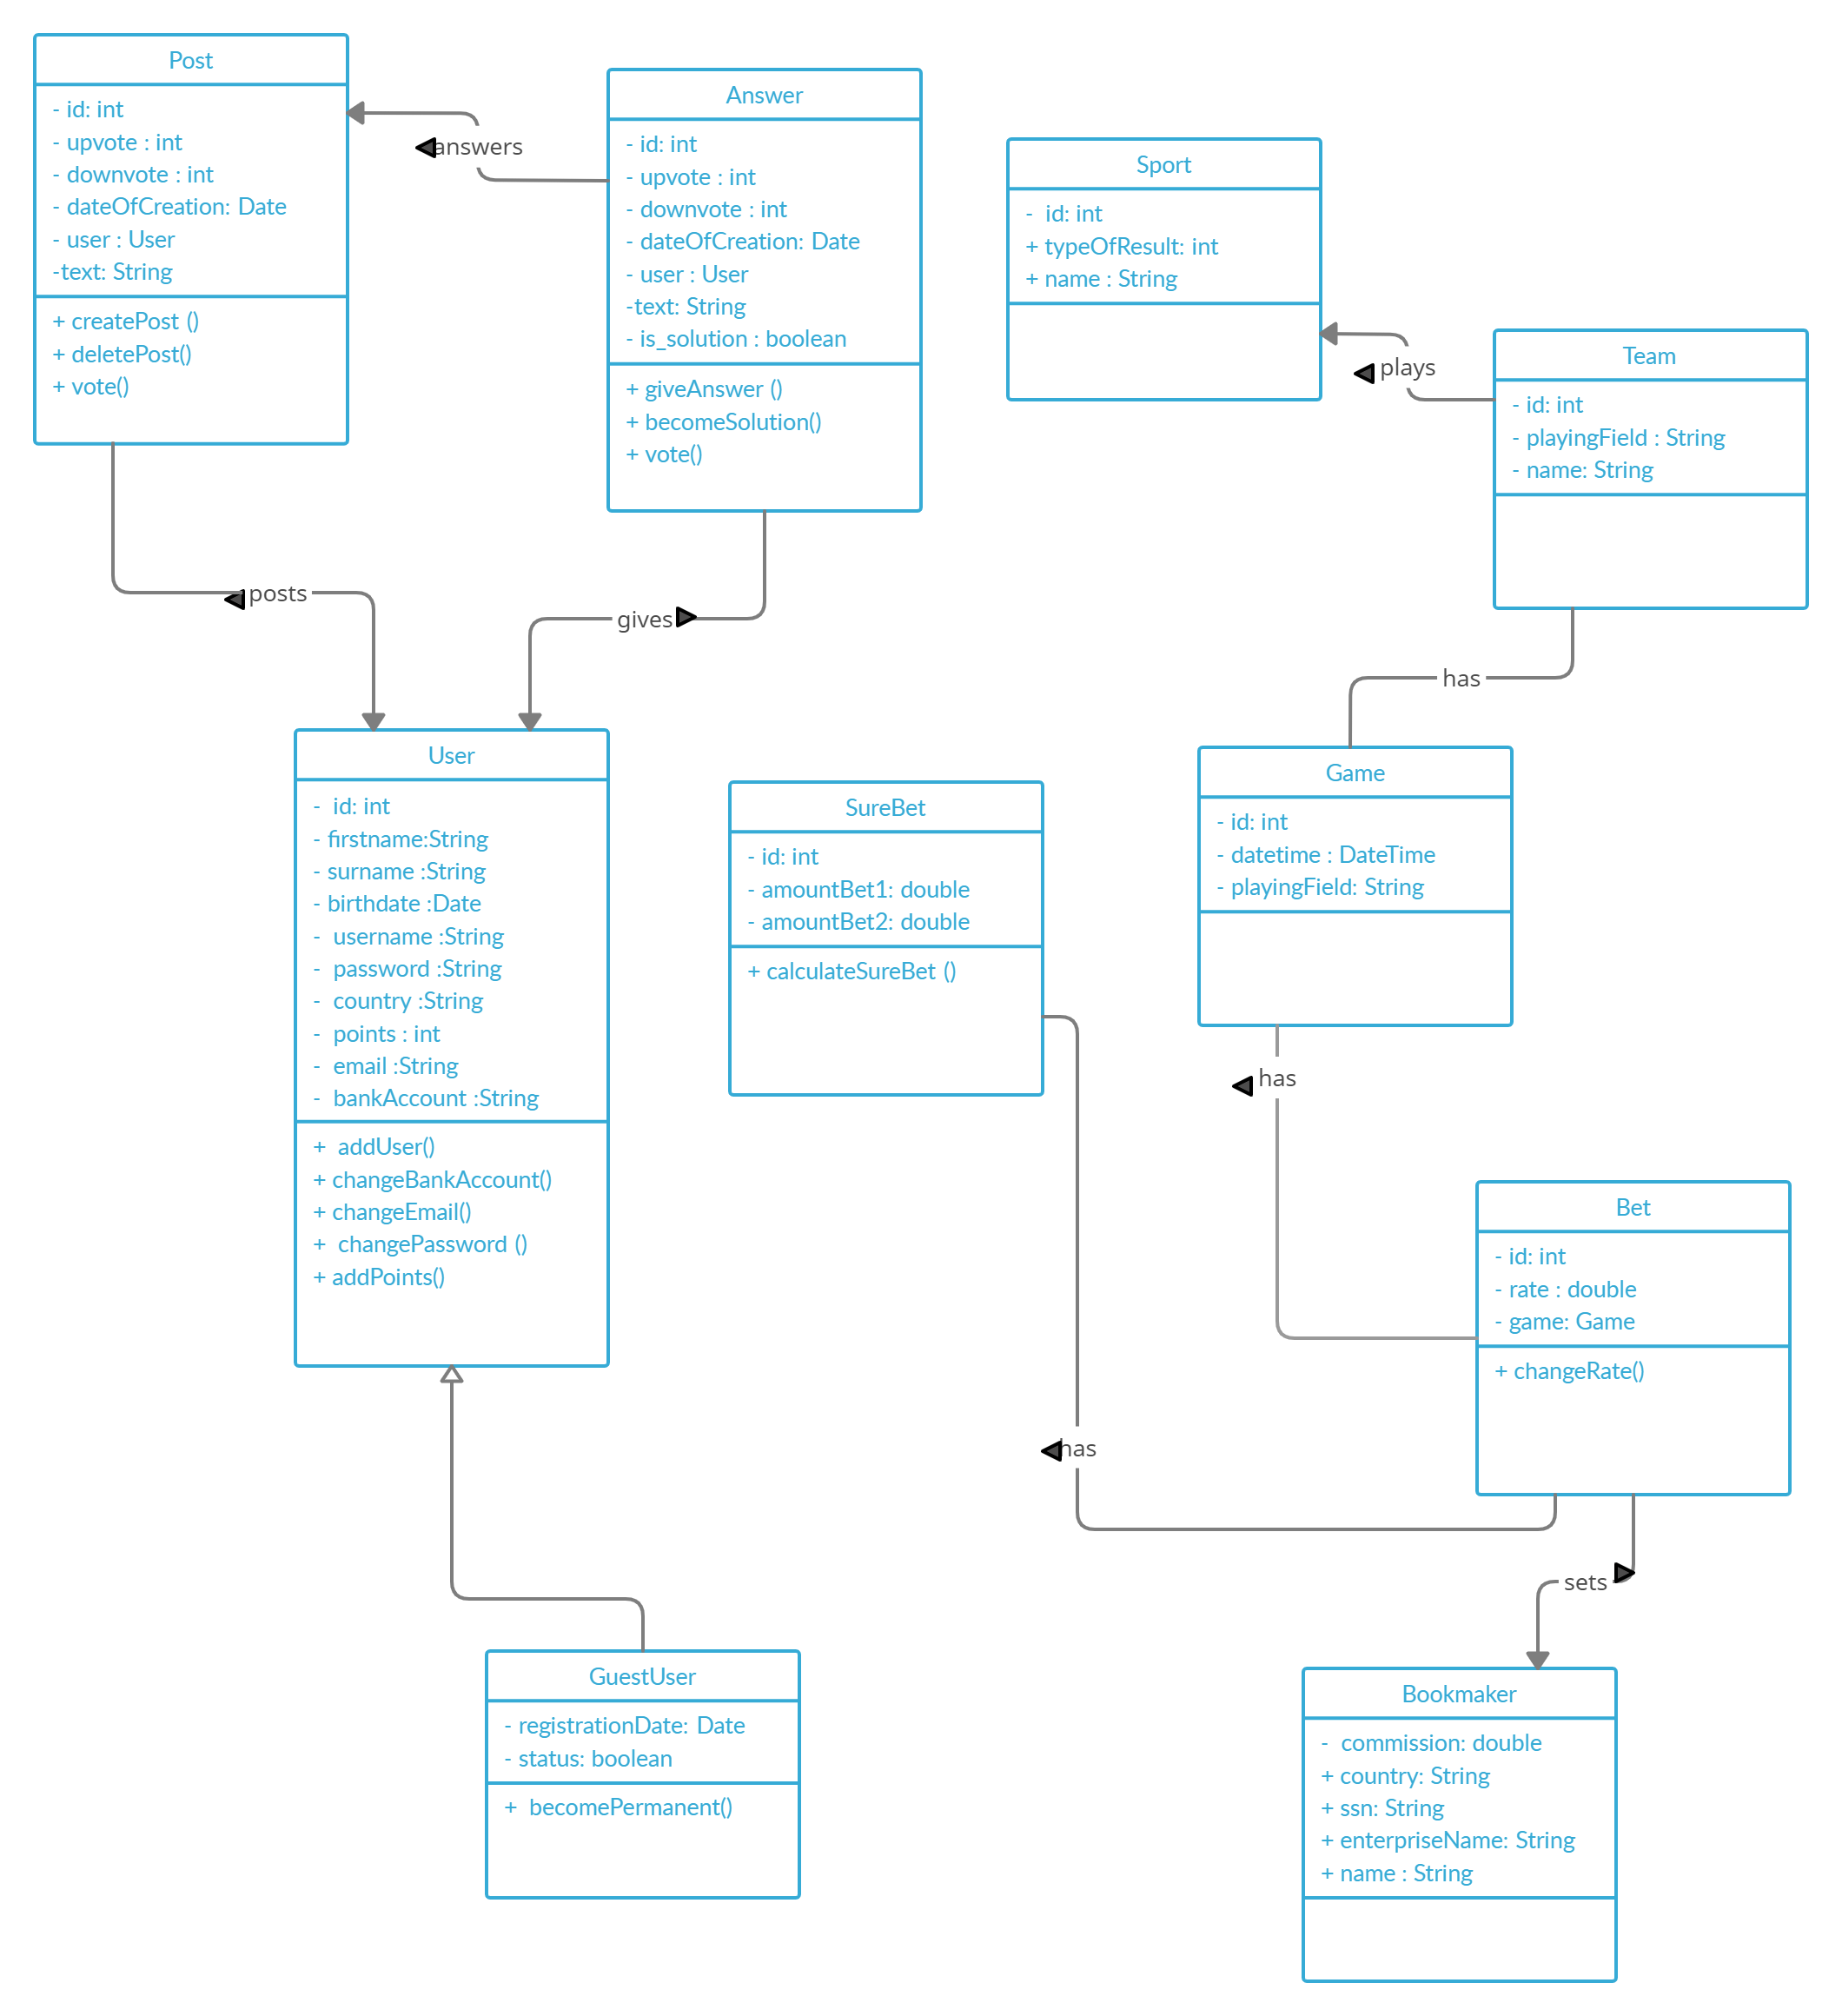 Post
- id: int
- upvote : int
- downvote : int
- dateOfCreation: Date
- user : User
-text: String
+ createPost ()
+ deletePost()
+ vote()
answers
Answer
- id: int
- upvote : int
- downvote : int
- dateOfCreation: Date
- user : User
-text: String
- is_solution : boolean
+ giveAnswer ()
+ becomeSolution()
+ vote()
Sport
- id: int
+ typeOfResult: int
+ name : String
plays
Team
- id: int
- playingField : String
- name: String
posts
gives
has
User
- id: int
- firstname:String
- surname :String
- birthdate :Date
- username :String
- password :String
- country :String
- points : int
- email :String
- bankAccount :String
+ addUser()
+ changeBankAccount()
+ changeEmail()
+ changePassword ()
+ addPoints()
SureBet
- id: int
- amountBet1: double
- amountBet2: double
+ calculateSureBet ()
Game
- id: int
- datetime : DateTime
- playingField: String
has
Bet
- id: int
- rate : double
- game: Game
+ changeRate()
has
sets
GuestUser
- registrationDate: Date
- status: boolean
+ becomePermanent()
Bookmaker
- commission: double
+ country: String
+ ssn: String
+ enterpriseName: String
+ name : String